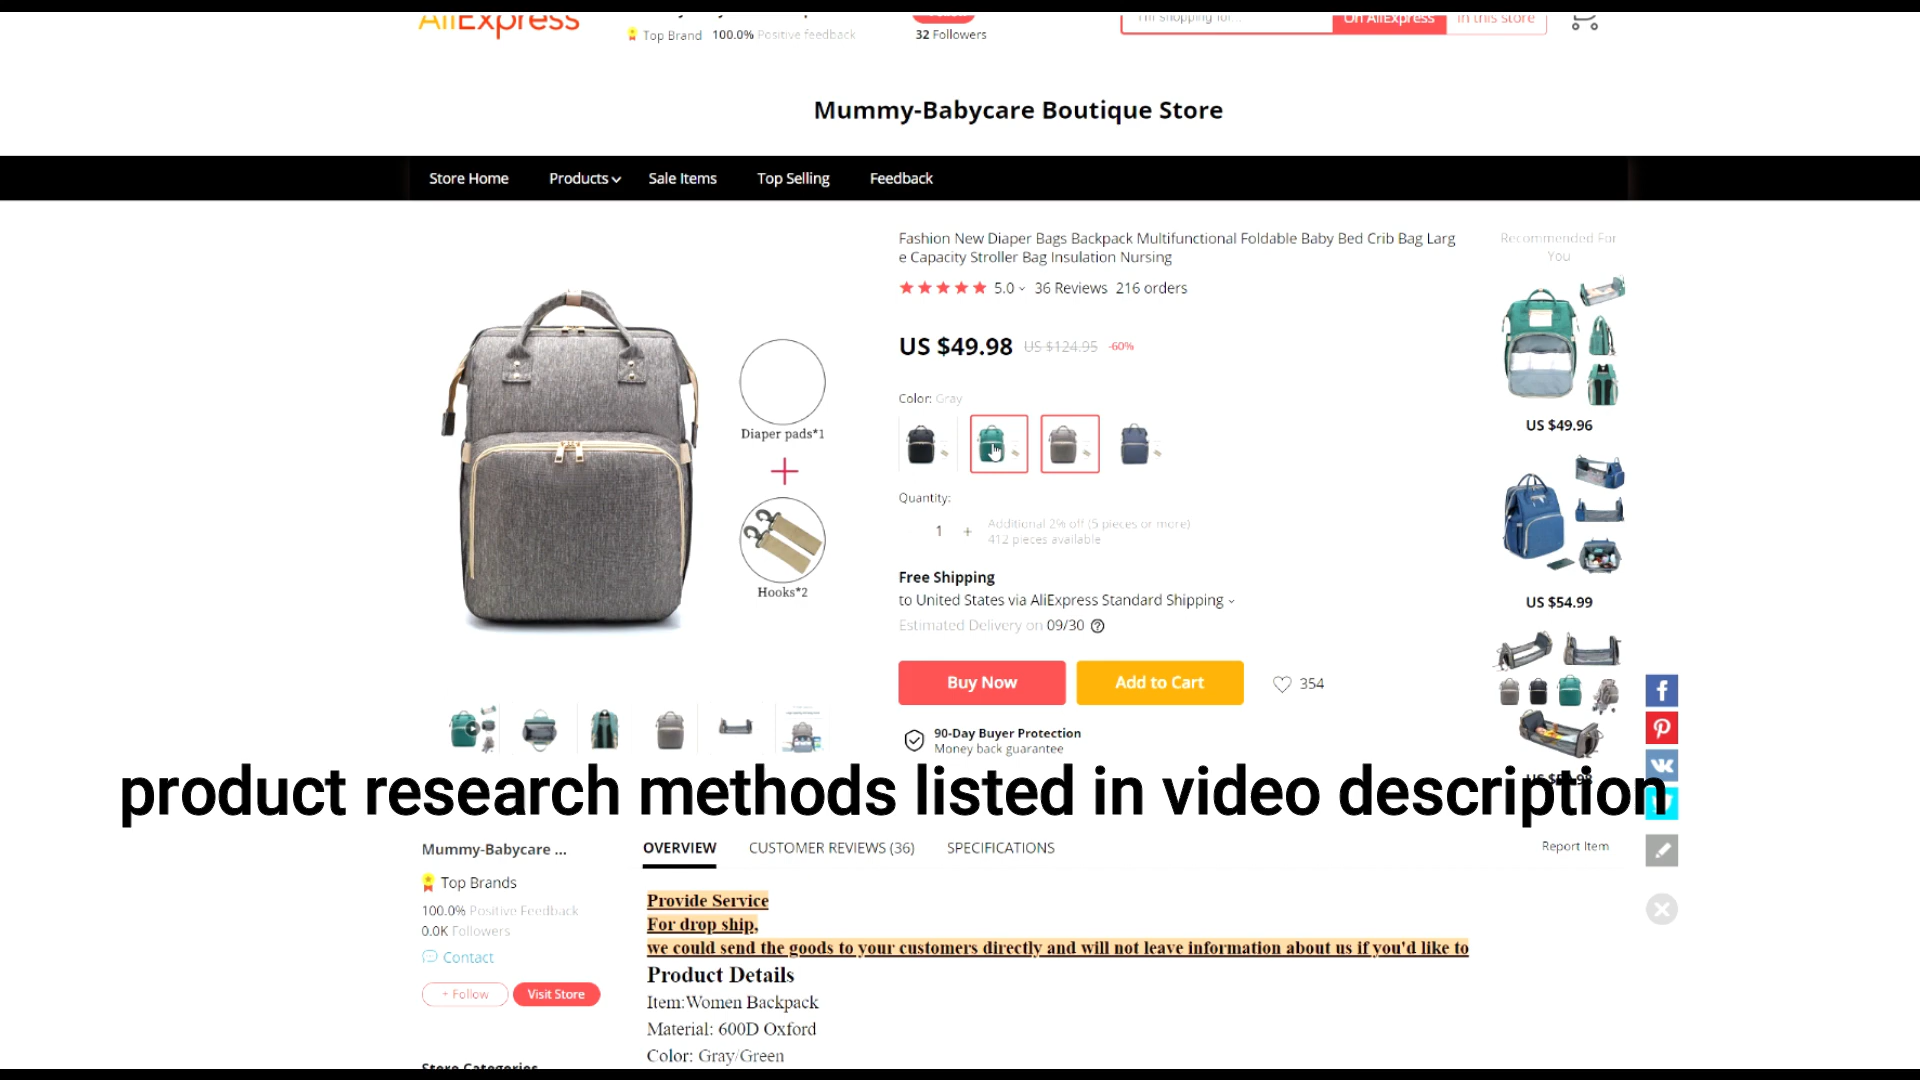 AliExpress
Top Brand 100.0% Positive feedback
32 Followers
I'm shopping for...
On AliExpress
In this store
Mummy-Babycare Boutique Store
Store Home
Products
Sale Items
Top Selling
Feedback
Fashion New Diaper Bags Backpack Multifunctional Foldable Baby Bed Crib Bag Larg
e Capacity Stroller Bag Insulation Nursing
5.0 36 Reviews 216 orders
US $49.98 US $124.95 -60%
Color: Gray
Diaper pads*1
Hooks*2
Quantity:
1 +
Additional 2% off (5 pieces or more)
412 pieces available
Free Shipping
to United States via AliExpress Standard Shipping
Estimated Delivery on 09/30
Buy Now
Add to Cart
354
90-Day Buyer Protection
Money back guarantee
Recommended For
You
US $49.96
US $54.99
product research methods listed in video description
Mummy-Babycare ...
Top Brands
100.0% Positive Feedback
0.0K Followers
Contact
+ Follow
Visit Store
Store Categories
OVERVIEW
CUSTOMER REVIEWS (36)
SPECIFICATIONS
Report Item
Provide Service
For drop ship,
we could send the goods to your customers directly and will not leave information about us if you'd like to
Product Details
Item:Women Backpack
Material: 600D Oxford
Color: Gray/Green